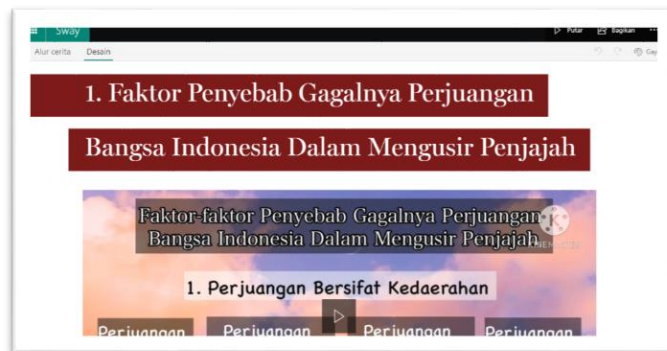 Sway
Putar Bagikan
Alur cerita Desain
1. Faktor Penyebab Gagalnya Perjuangan
Bangsa Indonesia Dalam Mengusir Penjajah
Faktor-faktor Penyebab Gagalnya Perjuangan
Bangsa Indonesia Dalam Mengusir Penjajah
1. Perjuangan Bersifat Kedaerahan
Perjuangan Perjuangan Perjuangan Perjuangan